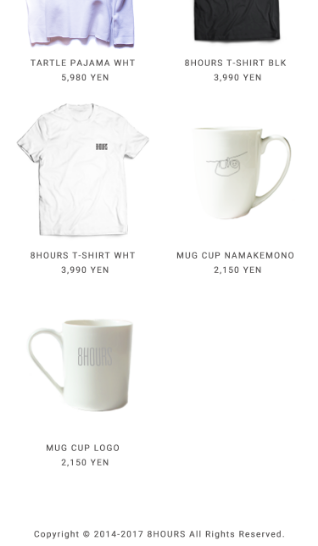 TARTLE PAJAMA WHT
5,980 YEN
8HOURS T-SHIRT BLK
3,990 YEN
8HOURS
8HOURS T-SHIRT WHT
3,990 YEN
MUG CUP NAMAKEMONO
2,150 YEN
8HOURS
MUG CUP LOGO
2,150 YEN
Copyright © 2014-2017 8HOURS All Rights Reserved.